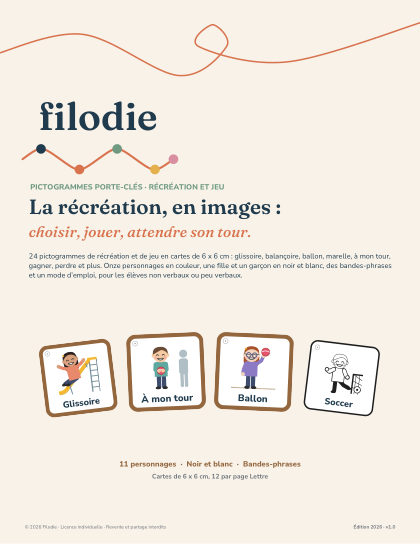 filodie
PICTOGRAMMES PORTE-CLÉS · RÉCRÉATION ET JEU
La récréation, en images :
choisir, jouer, attendre son tour.
24 pictogrammes de récréation et de jeu en cartes de 6 x 6 cm : glissoire, balançoire, ballon, marelle, à mon tour,
gagner, perdre et plus. Onze personnages en couleur, une fille et un garçon en noir et blanc, des bandes-phrases
et un mode d'emploi, pour les élèves non verbaux ou peu verbaux.
Glissoire
À mon tour
Ballon
Soccer
11 personnages · Noir et blanc · Bandes-phrases
Cartes de 6 x 6 cm, 12 par page Lettre
© 2026 Filodie · Licence individuelle · Revente et partage interdits
Édition 2026 · v1.0